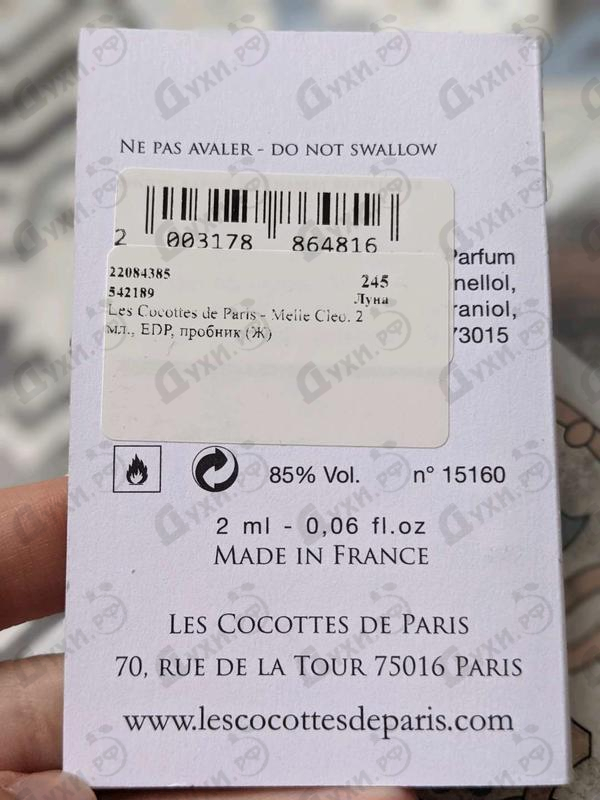 NE PAS AVALER - DO NOT SWALLOW
2 003178 864816
Parfum
nellol,
raniol,
73015
22084385
245
542189
Луна
Les Cocottes de Paris - Melle Cleo. 2
мл., EDP, пробник (Ж)
85% Vol. n° 15160
2 ml - 0,06 fl.oz
MADE IN FRANCE
LES COCOTTES DE PARIS
70, RUE DE LA TOUR 75016 PARIS
www.lescocottesdeparis.com
Духи.рф